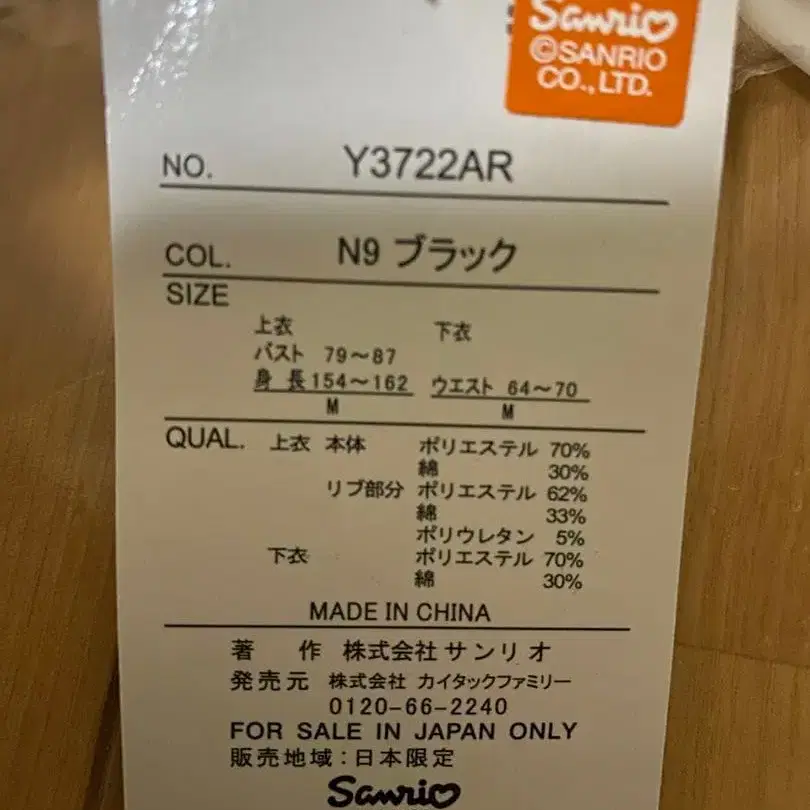 Sanrio
©SANRIO
CO.,LTD.
NO. Y3722AR
COL. N9 ブラック
SIZE
上衣 下衣
バスト 79～87
身 長 154～162 ウエスト 64～70
M M
QUAL. 上衣 本体 ポリエステル 70%
綿 30%
リブ部分 ポリエステル 62%
綿 33%
ポリウレタン 5%
下衣 ポリエステル 70%
綿 30%
MADE IN CHINA
著 作 株式会社 サンリオ
発売元 株式会社 カイタックファミリー
0120-66-2240
FOR SALE IN JAPAN ONLY
販売地域：日本限定
Sanrio